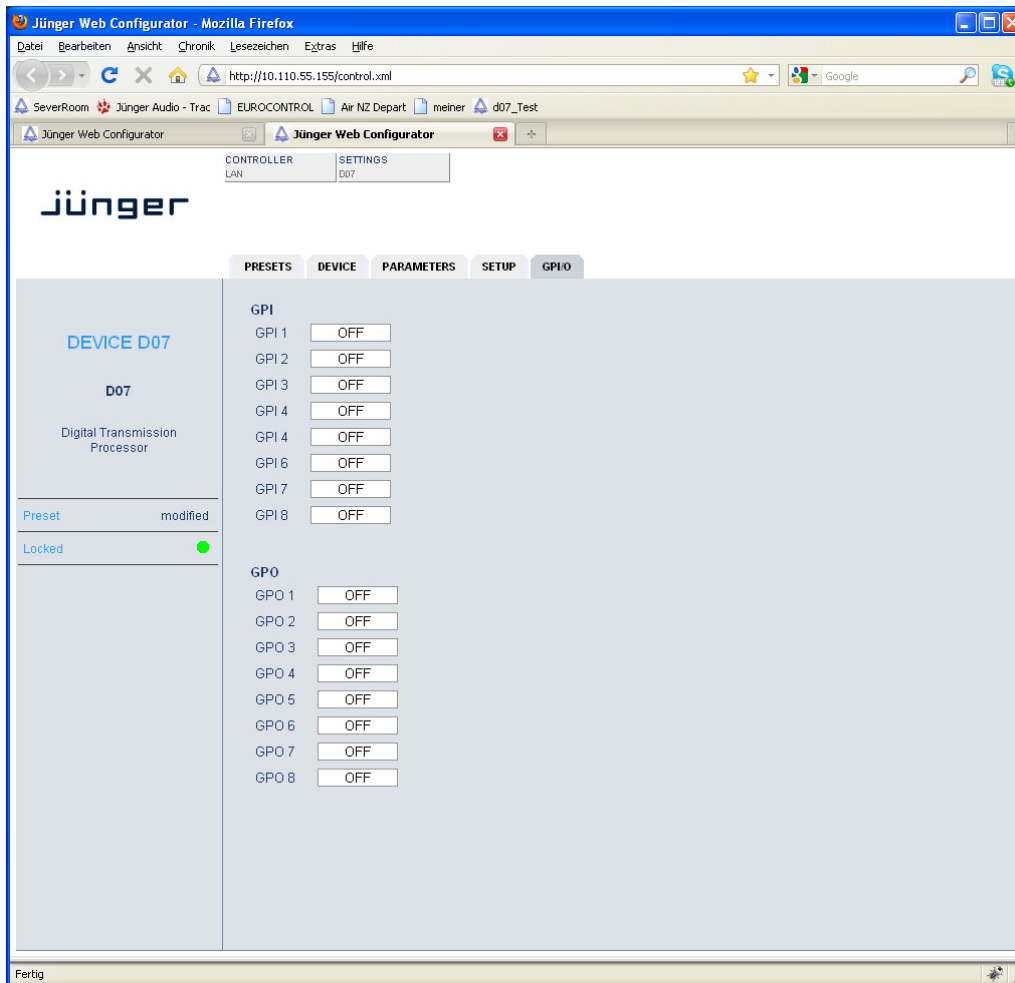 Jünger Web Configurator - Mozilla Firefox
Datei Bearbeiten Ansicht Chronik Lesezeichen Extras Hilfe
http://10.110.55.155/control.xml Google
SeverRoom Jünger Audio - Trac EUROCONTROL Air NZ Depart meiner d07_Test
Jünger Web Configurator Jünger Web Configurator
CONTROLLER SETTINGS
LAN D07
jünger
PRESETS DEVICE PARAMETERS SETUP GPI/O
DEVICE D07
D07
Digital Transmission
Processor
Preset modified
Locked
GPI
GPI 1 OFF
GPI 2 OFF
GPI 3 OFF
GPI 4 OFF
GPI 4 OFF
GPI 6 OFF
GPI 7 OFF
GPI 8 OFF
GPO
GPO 1 OFF
GPO 2 OFF
GPO 3 OFF
GPO 4 OFF
GPO 5 OFF
GPO 6 OFF
GPO 7 OFF
GPO 8 OFF
Fertig